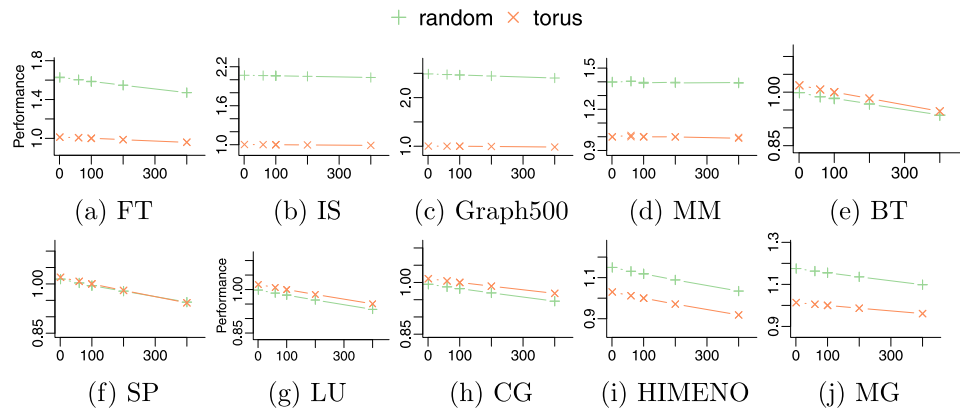 random torus
Performance
1.0 1.4 1.8
0 100 300
(a) FT
1.0 1.6 2.2
0 100 300
(b) IS
1.0 2.0
0 100 300
(c) Graph500
0.9 1.2 1.5
0 100 300
(d) MM
0.85 1.00
0 100 300
(e) BT
0.85 1.00
0 100 300
(f) SP
Performance
0.85 1.00
0 100 300
(g) LU
0.85 1.00
0 100 300
(h) CG
0.9 1.1
0 100 300
(i) HIMENO
0.9 1.1 1.3
0 100 300
(j) MG